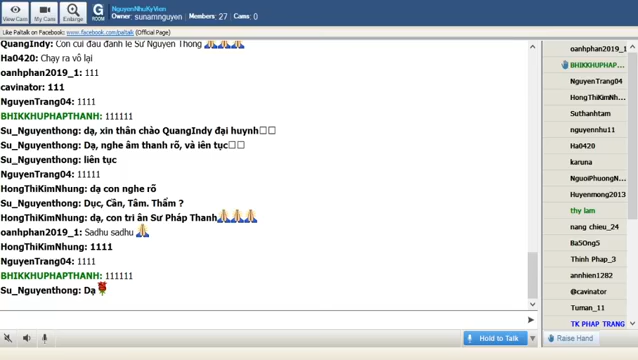 NguyenNhuKyVien
Owner: sunamnguyen | Members: 27 | Cams: 0
View Cam
My Cam
Enlarge
G
ROOM
Like Paltalk on Facebook: www.facebook.com/paltalk (Official Page)
QuangIndy: Con cúi đầu đảnh lễ Sư Nguyên Thông
Ha0420: Chạy ra vô lại
oanhphan2019_1: 111
cavinator: 111
NguyenTrang04: 1111
BHIKKHUPHAPTHANH: 111111
Su_Nguyenthong: dạ, xin thân chào QuangIndy đại huynh
Su_Nguyenthong: Dạ, nghe âm thanh rõ, và iên tục
Su_Nguyenthong: liên tục
NguyenTrang04: 11111
HongThiKimNhung: dạ con nghe rõ
Su_Nguyenthong: Dục, Cần, Tâm. Thẩm ?
HongThiKimNhung: dạ, con tri ân Sư Pháp Thanh
oanhphan2019_1: Sadhu sadhu
HongThiKimNhung: 1111
NguyenTrang04: 1111
BHIKKHUPHAPTHANH: 111111
Su_Nguyenthong: Dạ
Hold to Talk
oanhphan2019_1
BHIKKHUPHAP...
NguyenTrang04
HongThiKimNh...
Suthanhtam
nguyennhu11
Ha0420
karuna
NguoiPhuongN...
Huyenmong2013
thy lam
nang chieu_24
Ba5Ong5
Thinh Phap_3
annhien1282
@cavinator
Tuman_11
TK PHAP TRANG
Raise Hand